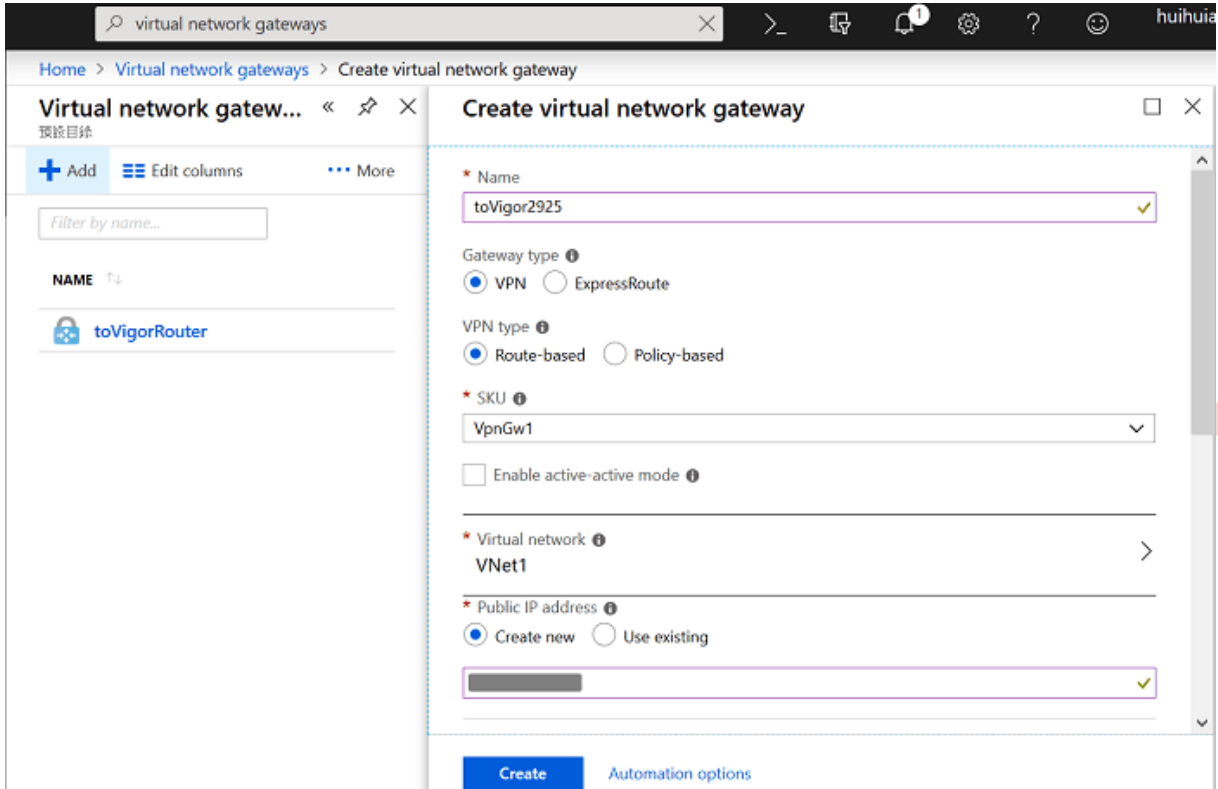 virtual network gateways
1
huihuia
Home > Virtual network gateways > Create virtual network gateway
Virtual network gatew...
預設目錄
Add Edit columns ... More
Filter by name...
NAME
toVigorRouter
Create virtual network gateway
* Name
toVigor2925
Gateway type
VPN ExpressRoute
VPN type
Route-based Policy-based
* SKU
VpnGw1
Enable active-active mode
* Virtual network
VNet1
* Public IP address
Create new Use existing
Create Automation options